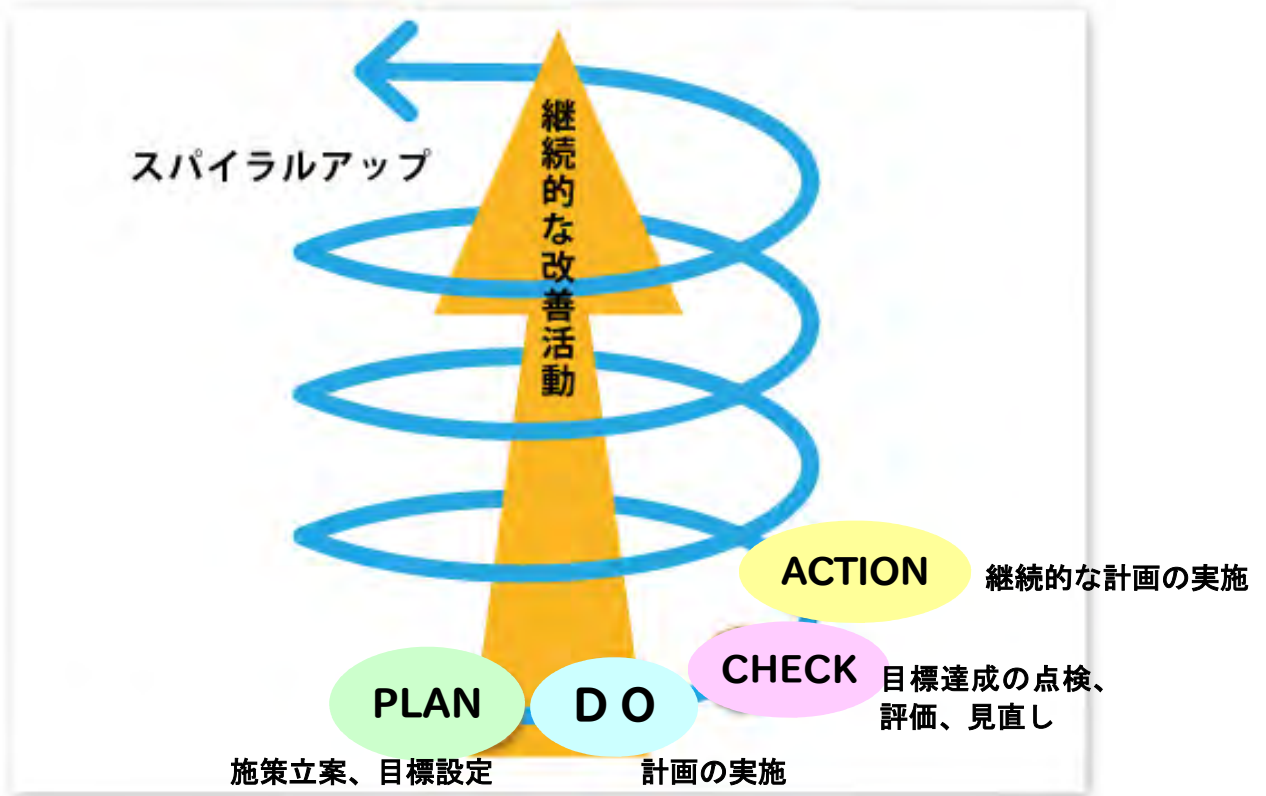 スパイラルアップ
継続的な改善活動
ACTION
継続的な計画の実施
CHECK
目標達成の点検、
評価、見直し
PLAN
DO
施策立案、目標設定
計画の実施